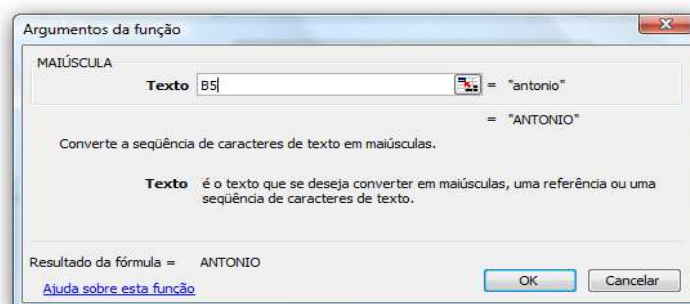 Argumentos da função
MAIÚSCULA
Texto B5 = "antonio"
= "ANTONIO"
Converte a seqüência de caracteres de texto em maiúsculas.
Texto é o texto que se deseja converter em maiúsculas, uma referência ou uma
seqüência de caracteres de texto.
Resultado da fórmula = ANTONIO
Ajuda sobre esta função
OK Cancelar